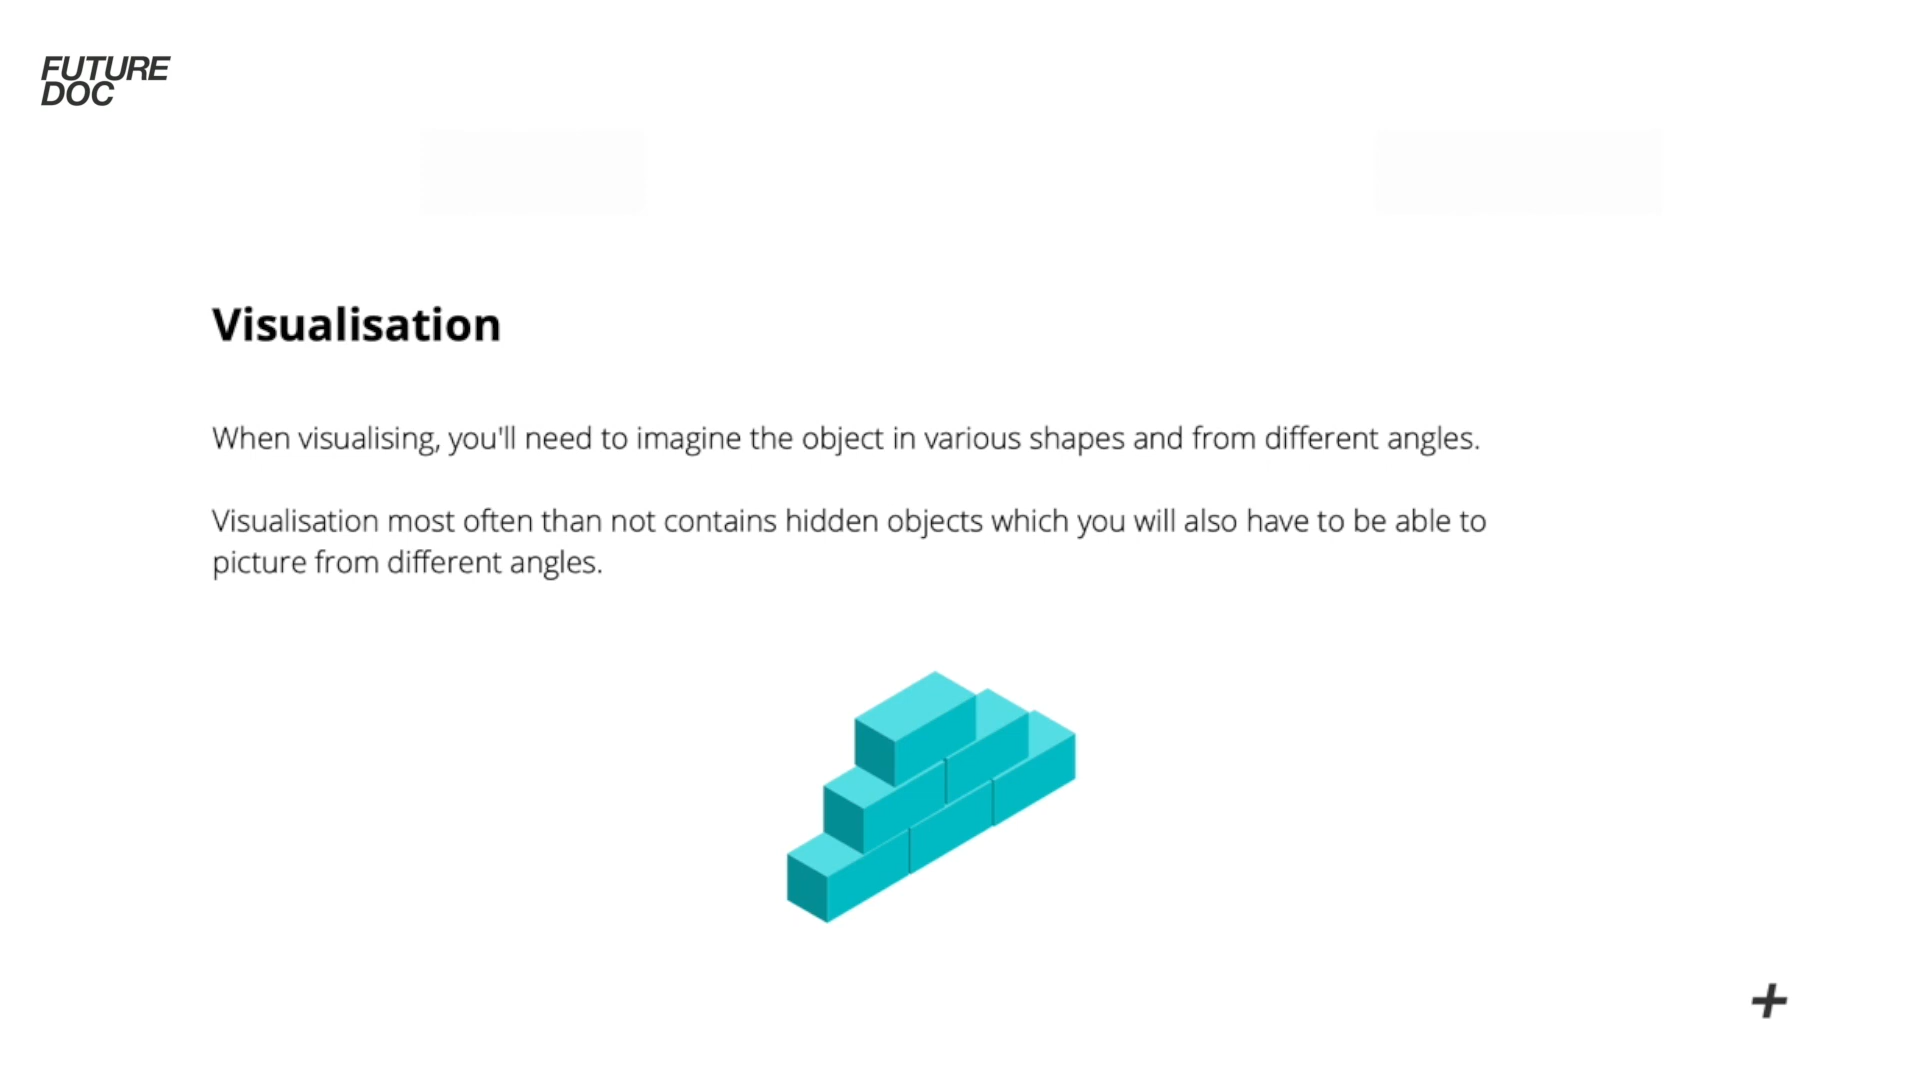 FUTURE
DOC
Visualisation
When visualising, you'll need to imagine the object in various shapes and from different angles.
Visualisation most often than not contains hidden objects which you will also have to be able to
picture from different angles.